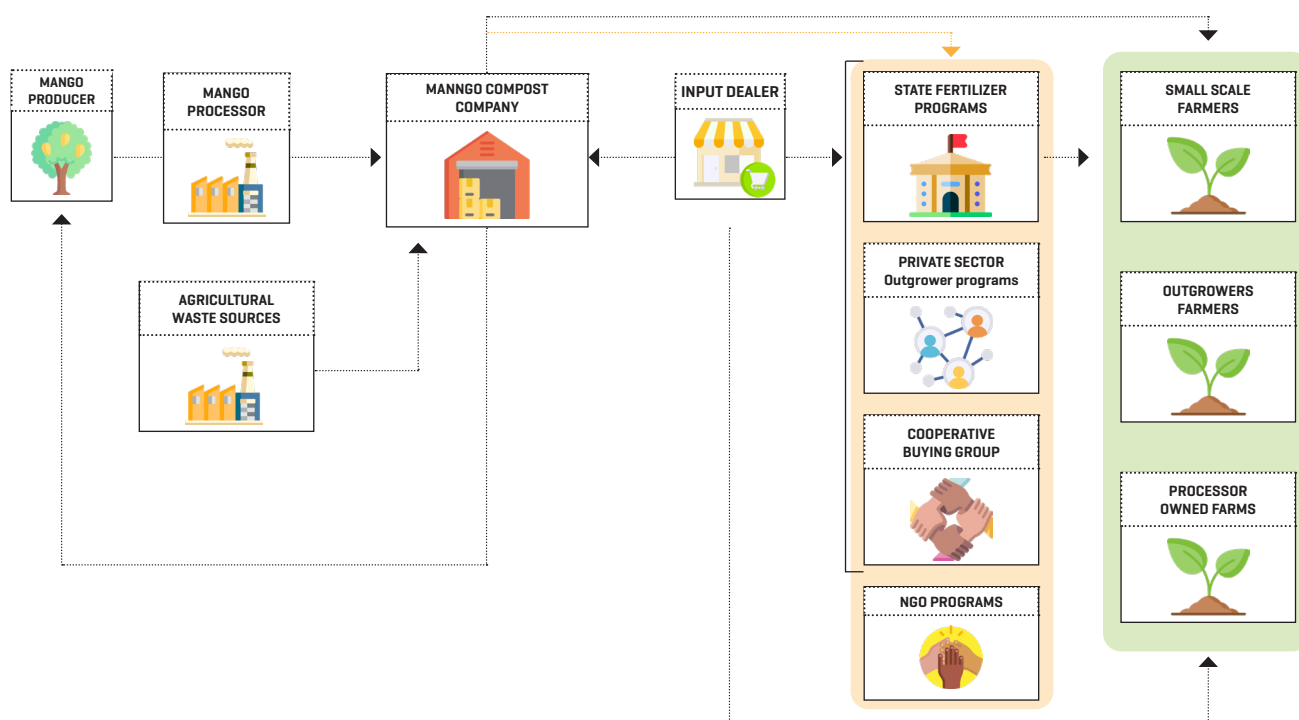 MANGO
PRODUCER
MANGO
PROCESSOR
MANNGO COMPOST
COMPANY
INPUT DEALER
STATE FERTILIZER
PROGRAMS
SMALL SCALE
FARMERS
AGRICULTURAL
WASTE SOURCES
PRIVATE SECTOR
Outgrower programs
OUTGROWERS
FARMERS
COOPERATIVE
BUYING GROUP
PROCESSOR
OWNED FARMS
NGO PROGRAMS